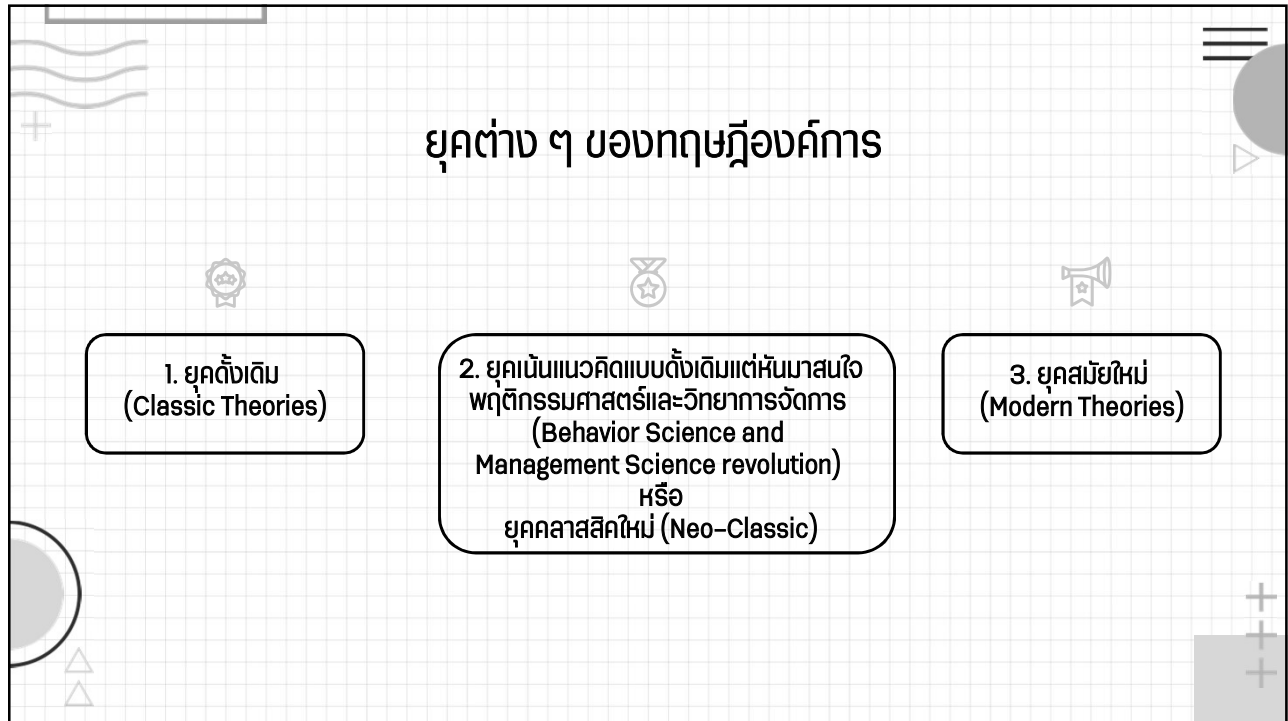 ยุคต่าง ๆ ของทฤษฎีองค์การ
1. ยุคดั้งเดิม
(Classic Theories)
2. ยุคเน้นแนวคิดแบบดั้งเดิมแต่หันมาสนใจ
พฤติกรรมศาสตร์และวิทยาการจัดการ
(Behavior Science and
Management Science revolution)
หรือ
ยุคคลาสสิคใหม่ (Neo-Classic)
3. ยุคสมัยใหม่
(Modern Theories)